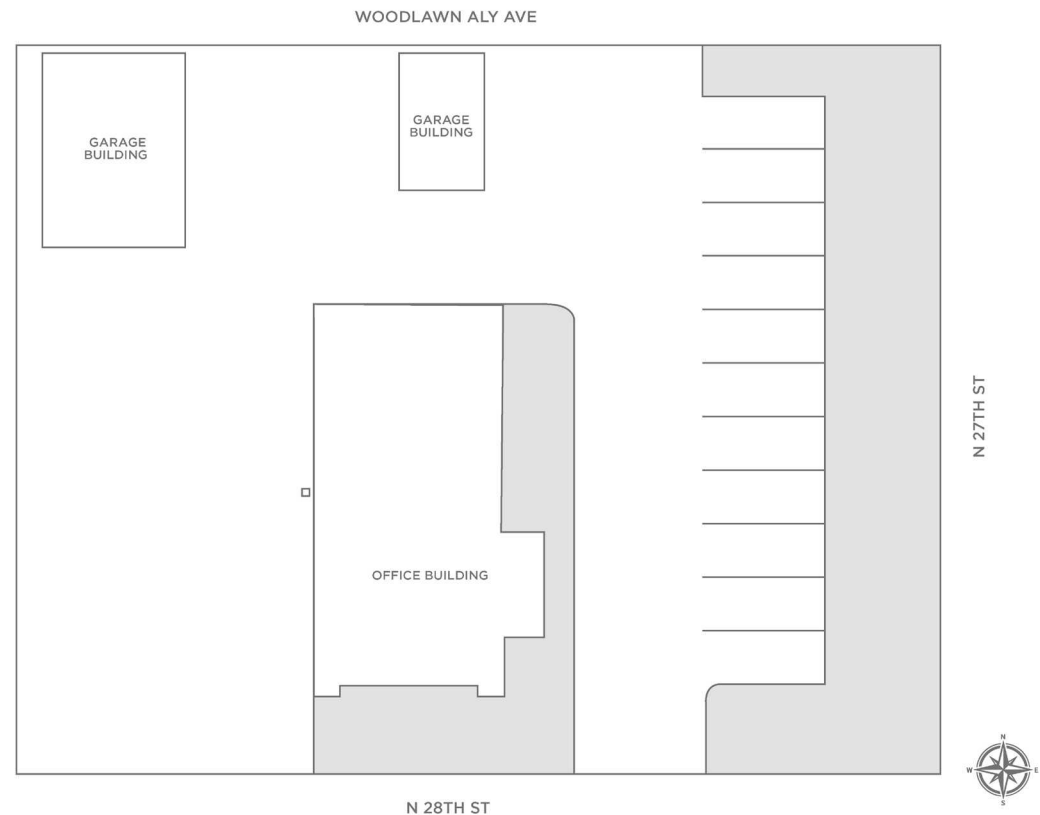 WOODLAWN ALY AVE
GARAGE
BUILDING
GARAGE
BUILDING
N 27TH ST
OFFICE BUILDING
N
W
E
S
N 28TH ST